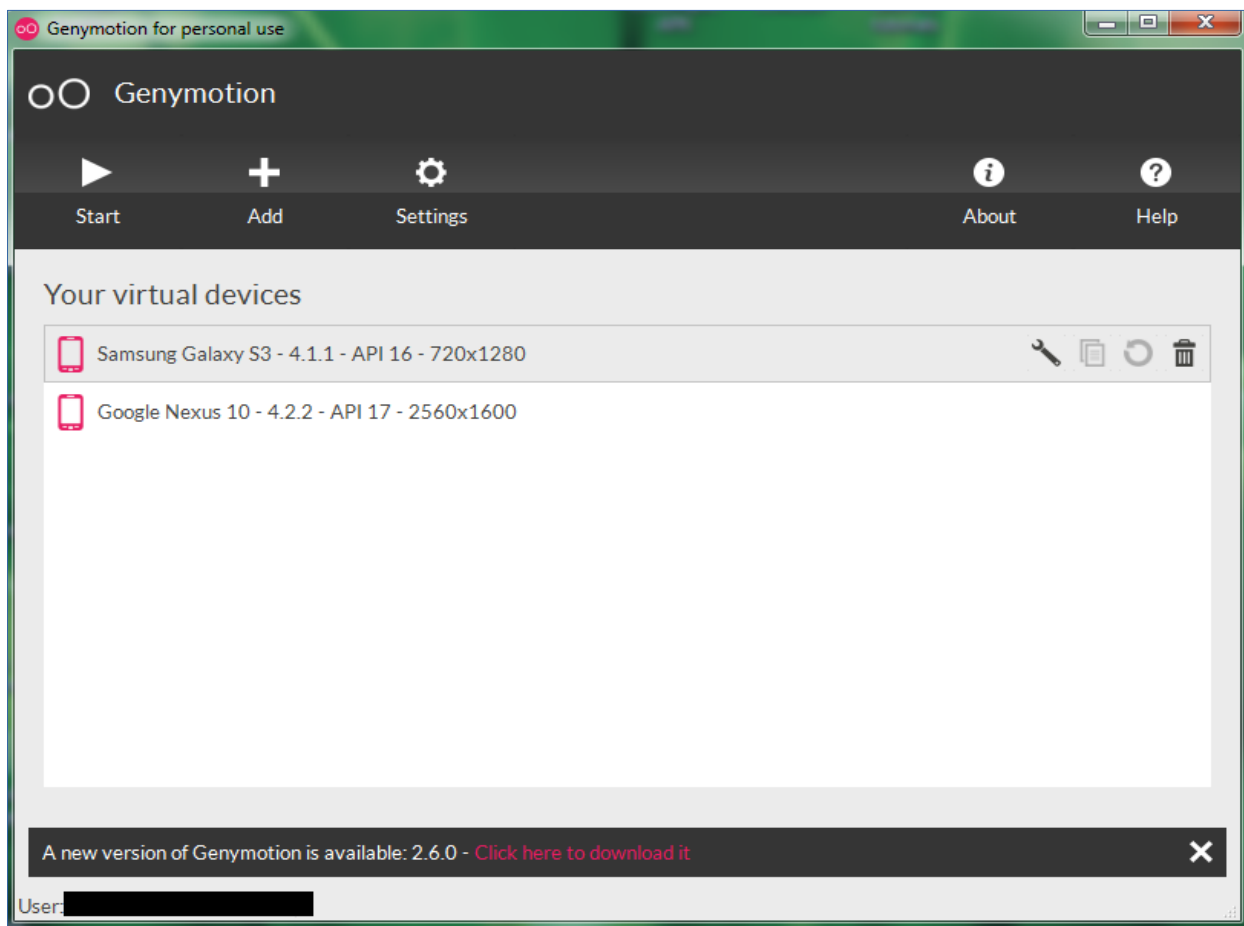 Genymotion for personal use
Genymotion
Start Add Settings About Help
Your virtual devices
Samsung Galaxy S3 - 4.1.1 - API 16 - 720x1280
Google Nexus 10 - 4.2.2 - API 17 - 2560x1600
A new version of Genymotion is available: 2.6.0 - Click here to download it
User: